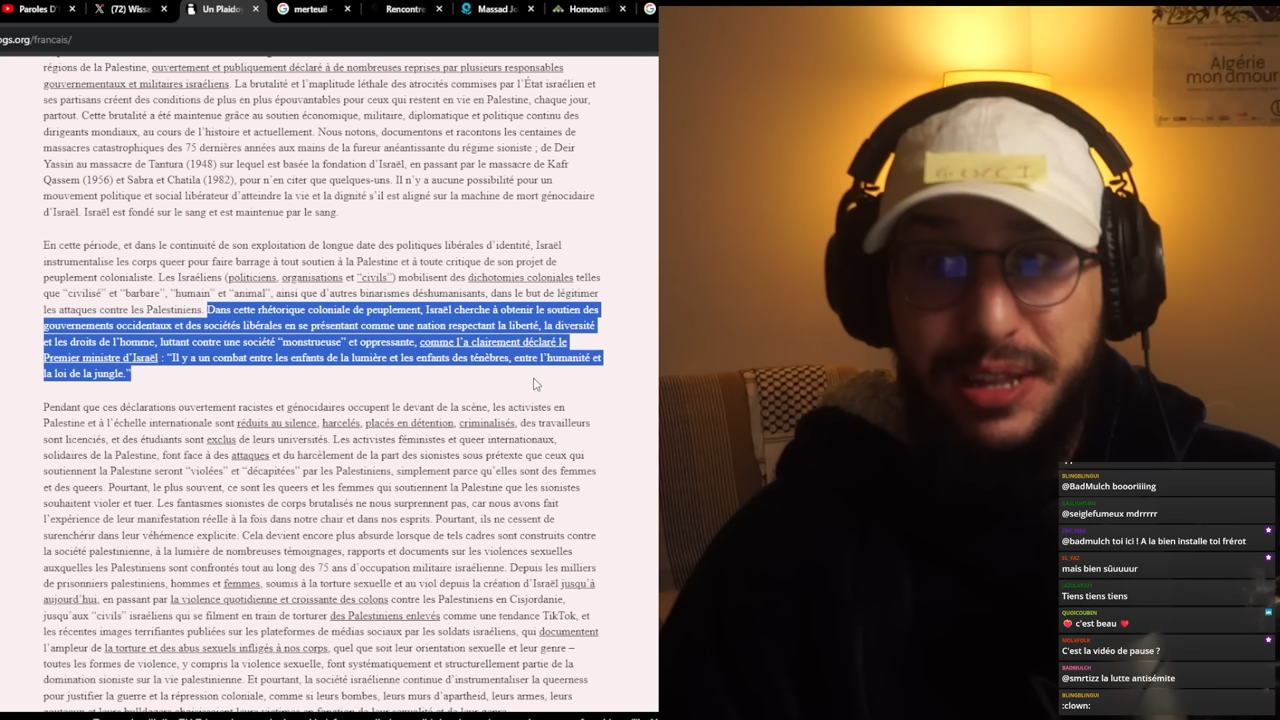 Paroles D'
(72) Wissa
Un Plaido
merteuil -
Rencontre
Massad Jo
Homonati
ogs.org/francais/
régions de la Palestine, ouvertement et publiquement déclaré à de nombreuses reprises par plusieurs responsables
gouvernementaux et militaires israéliens. La brutalité et l'maplitude léthale des atrocités commises par l'État israélien et
ses partisans créent des conditions de plus en plus épouvantables pour ceux qui restent en vie en Palestine, chaque jour,
partout. Cette brutalité a été maintenue grâce au soutien économique, militaire, diplomatique et politique continu des
dirigeants mondiaux, au cours de l'histoire et actuellement. Nous notons, documentons et racontons les centaines de
massacres catastrophiques des 75 dernières années aux mains de la fureur anéantissante du régime sioniste ; de Deir
Yassin au massacre de Tantura (1948) sur lequel est basée la fondation d'Israël, en passant par le massacre de Kafr
Qassem (1956) et Sabra et Chatila (1982), pour n'en citer que quelques-uns. Il n'y a aucune possibilité pour un
mouvement politique et social libérateur d'atteindre la vie et la dignité s'il est aligné sur la machine de mort génocidaire
d'Israël. Israël est fondé sur le sang et est maintenue par le sang.
En cette période, et dans le continuité de son exploitation de longue date des politiques libérales d'identité, Israël
instrumentalise les corps queer pour faire barrage à tout soutien à la Palestine et à toute critique de son projet de
peuplement colonialiste. Les Israéliens (politiciens, organisations et “civils”) mobilisent des dichotomies coloniales telles
que “civilisé” et “barbare”, “humain” et “animal”, ainsi que d'autres binarismes déshumanisants, dans le but de légitimer
les attaques contre les Palestiniens. Dans cette rhétorique coloniale de peuplement, Israël cherche à obtenir le soutien des
gouvernements occidentaux et des sociétés libérales en se présentant comme une nation respectant la liberté, la diversité
et les droits de l'homme, luttant contre une société “monstrueuse” et oppressante, comme l'a clairement déclaré le
Premier ministre d'Israël : “Il y a un combat entre les enfants de la lumière et les enfants des ténèbres, entre l'humanité et
la loi de la jungle.”
Pendant que ces déclarations ouvertement racistes et génocidaires occupent le devant de la scène, les activistes en
Palestine et à l'échelle internationale sont réduits au silence, harcelés, placés en détention, criminalisés, des travailleurs
sont licenciés, et des étudiants sont exclus de leurs universités. Les activistes féministes et queer internationaux,
solidaires de la Palestine, font face à des attaques et du harcèlement de la part des sionistes sous prétexte que ceux qui
soutiennent la Palestine seront “violées” et “décapitées” par les Palestiniens, simplement parce qu'elles sont des femmes
et des queers. Pourtant, le plus souvent, ce sont les queers et les femmes qui soutiennent la Palestine que les sionistes
souhaitent violer et tuer. Les fantasmes sionistes de corps brutalisés ne nous surprennent pas, car nous avons fait
l'expérience de leur manifestation réelle à la fois dans notre chair et dans nos esprits. Pourtant, ils ne cessent de
surenchérir dans leur véhémence explicite. Cela devient encore plus absurde lorsque de tels cadres sont construits contre
la société palestinienne, à la lumière de nombreuses témoignages, rapports et documents sur les violences sexuelles
auxquelles les Palestiniens sont confrontés tout au long des 75 ans d'occupation militaire israélienne. Depuis les milliers
de prisonniers palestiniens, hommes et femmes, soumis à la torture sexuelle et au viol depuis la création d'Israël jusqu'à
aujourd'hui, en passant par la violence quotidienne et croissante des colons contre les Palestiniens en Cisjordanie,
jusqu'aux “civils” israéliens qui se filment en train de torturer des Palestiniens enlevés comme une tendance TikTok, et
les récentes images terrifiantes publiées sur les plateformes de médias sociaux par les soldats israéliens, qui documentent
l'ampleur de la torture et des abus sexuels infligés à nos corps, quel que soit leur orientation sexuelle et leur genre –
toutes les formes de violence, y compris la violence sexuelle, font systématiquement et structurellement partie de la
domination sioniste sur la vie palestinienne. Et pourtant, la société israélienne continue d'instrumentaliser la queerness
pour justifier la guerre et la répression coloniale, comme si leurs bombes, leurs murs d'apartheid, leurs armes, leurs
Algérie
mon amour
BLINGBLINGUI
@BadMulch boooriiiing
@seiglefumeux mdrrrrr
@badmulch toi ici ! A la bien installe toi frérot
EL_YAZ
mais bien sûuuuur
Tiens tiens tiens
QUOICOUBEN
c'est beau
C'est la vidéo de pause ?
BADMULCH
@smrtizz la lutte antisémite
BLINGBLINGUI
:clown: